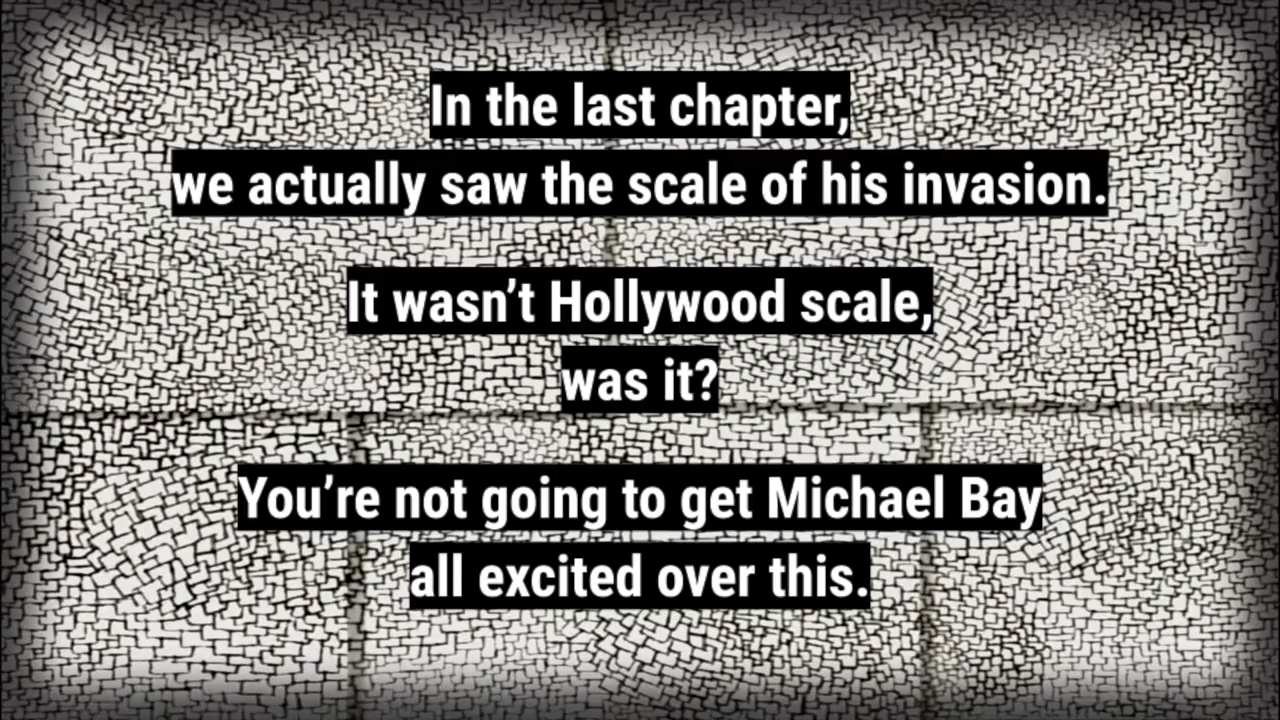 In the last chapter,
we actually saw the scale of his invasion.
It wasn’t Hollywood scale,
was it?
You’re not going to get Michael Bay
all excited over this.